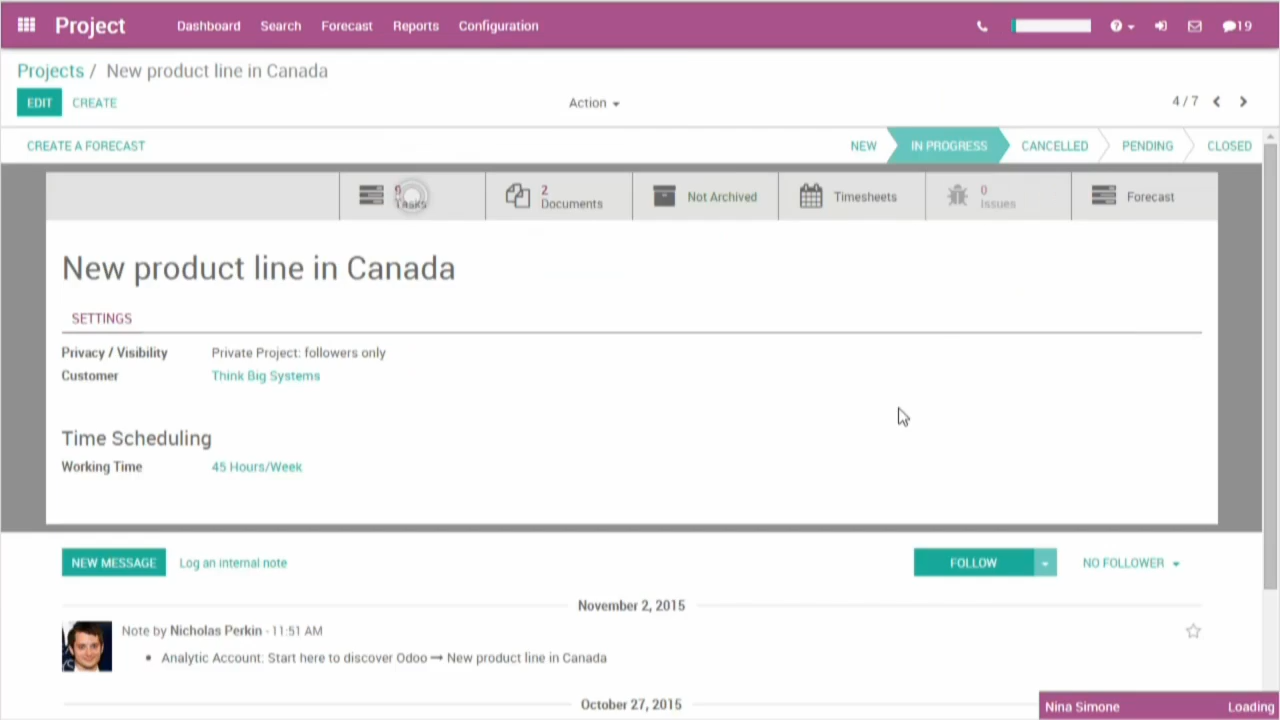 Project Dashboard Search Forecast Reports Configuration 19
Projects / New product line in Canada
EDIT CREATE Action 4 / 7
CREATE A FORECAST NEW IN PROGRESS CANCELLED PENDING CLOSED
Tasks
2 Documents
Not Archived
Timesheets
0 Issues
Forecast
New product line in Canada
SETTINGS
Privacy / Visibility Private Project: followers only
Customer Think Big Systems
Time Scheduling
Working Time 45 Hours/Week
NEW MESSAGE Log an internal note FOLLOW NO FOLLOWER
November 2, 2015
Note by Nicholas Perkin - 11:51 AM
• Analytic Account: Start here to discover Odoo → New product line in Canada
October 27, 2015
Nina Simone Loading